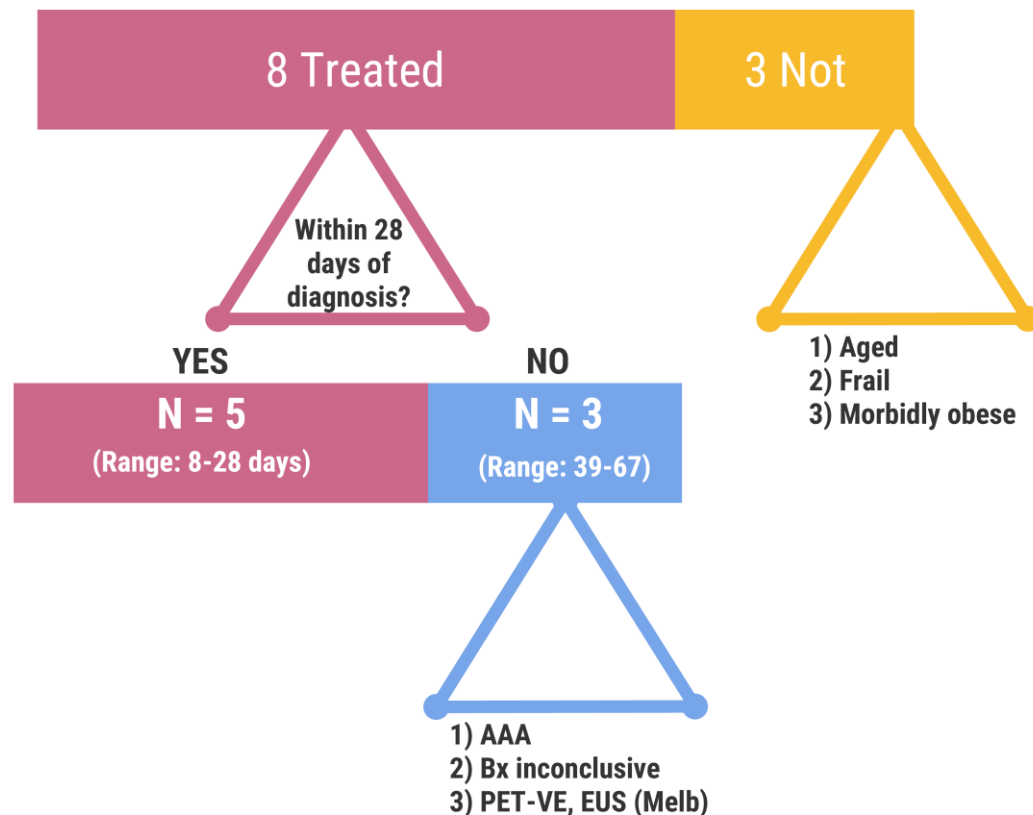 8 Treated
3 Not
Within 28
days of
diagnosis?
YES
NO
N = 5
(Range: 8-28 days)
N = 3
(Range: 39-67)
1) Aged
2) Frail
3) Morbidly obese
1) AAA
2) Bx inconclusive
3) PET-VE, EUS (Melb)